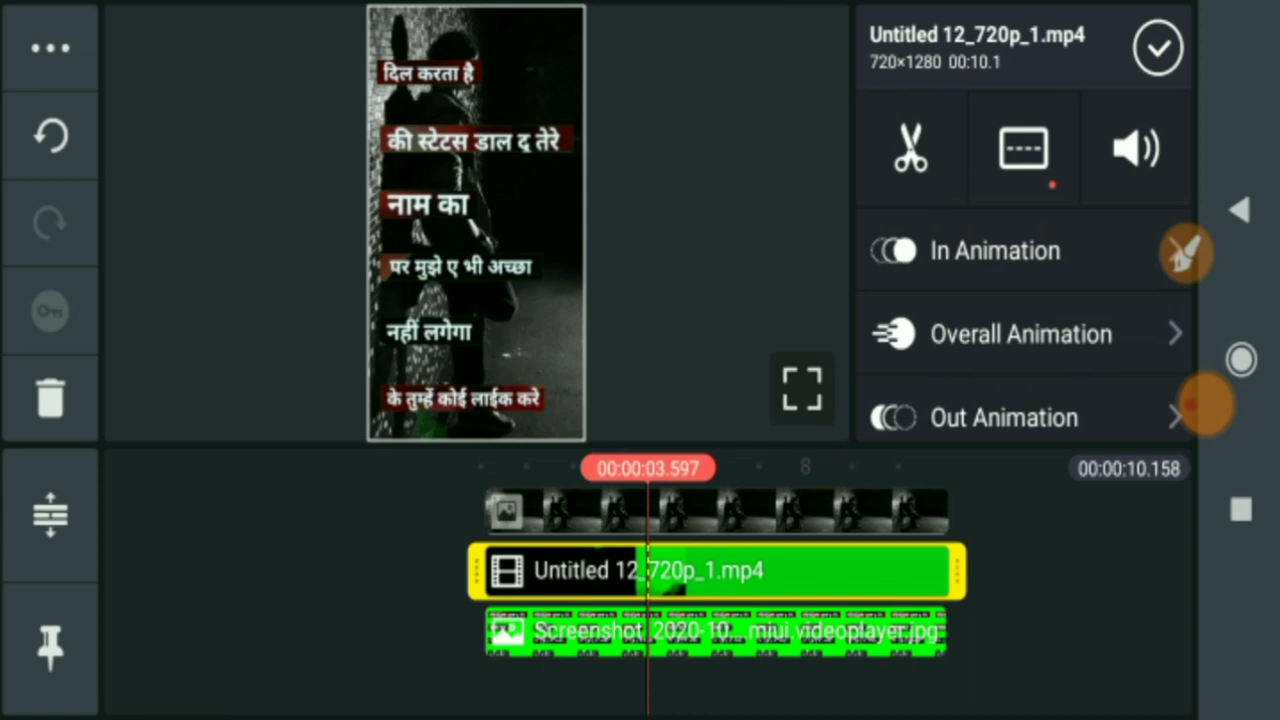 Untitled 12_720p_1.mp4
720×1280 00:10.1
दिल करता है
की स्टेटस डाल दू तेरे
नाम का
पर मुझे ए भी अच्छा
नहीं लगेगा
के तुम्हें कोई लाईक करे
In Animation
Overall Animation
Out Animation
00:00:03.597
8
00:00:10.158
Untitled 12_720p_1.mp4
Screenshot_2020-10... miui.videoplayer.jpg